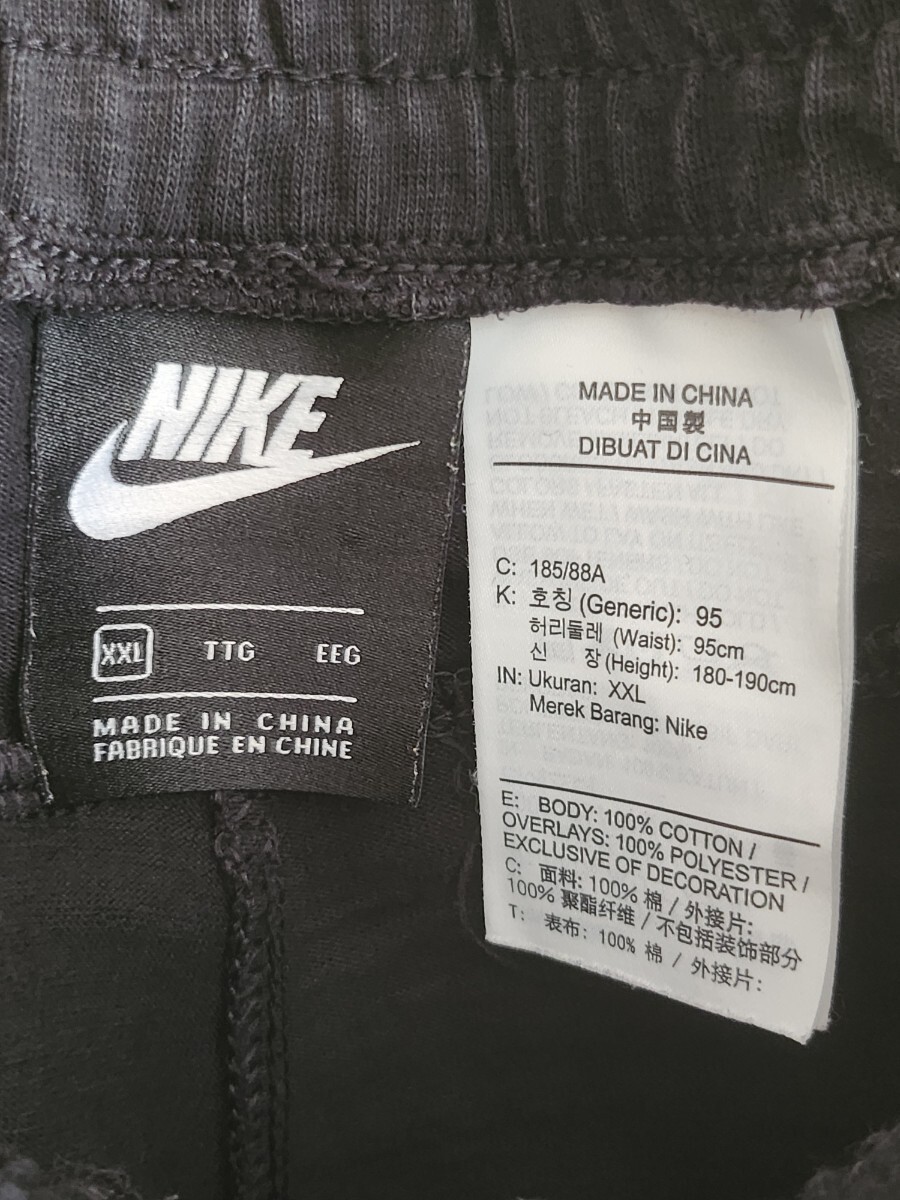 NIKE
XXL TTG EEG
MADE IN CHINA
FABRIQUE EN CHINE
MADE IN CHINA
中国製
DIBUAT DI CINA
C: 185/88A
K: 호칭 (Generic): 95
허리둘레 (Waist): 95cm
신 장 (Height): 180-190cm
IN: Ukuran: XXL
Merek Barang: Nike
E: BODY: 100% COTTON /
OVERLAYS: 100% POLYESTER /
EXCLUSIVE OF DECORATION
C: 面料: 100% 棉 / 外接片:
100% 聚酯纤维 / 不包括装饰部分
T: 表布: 100% 棉 / 外接片: